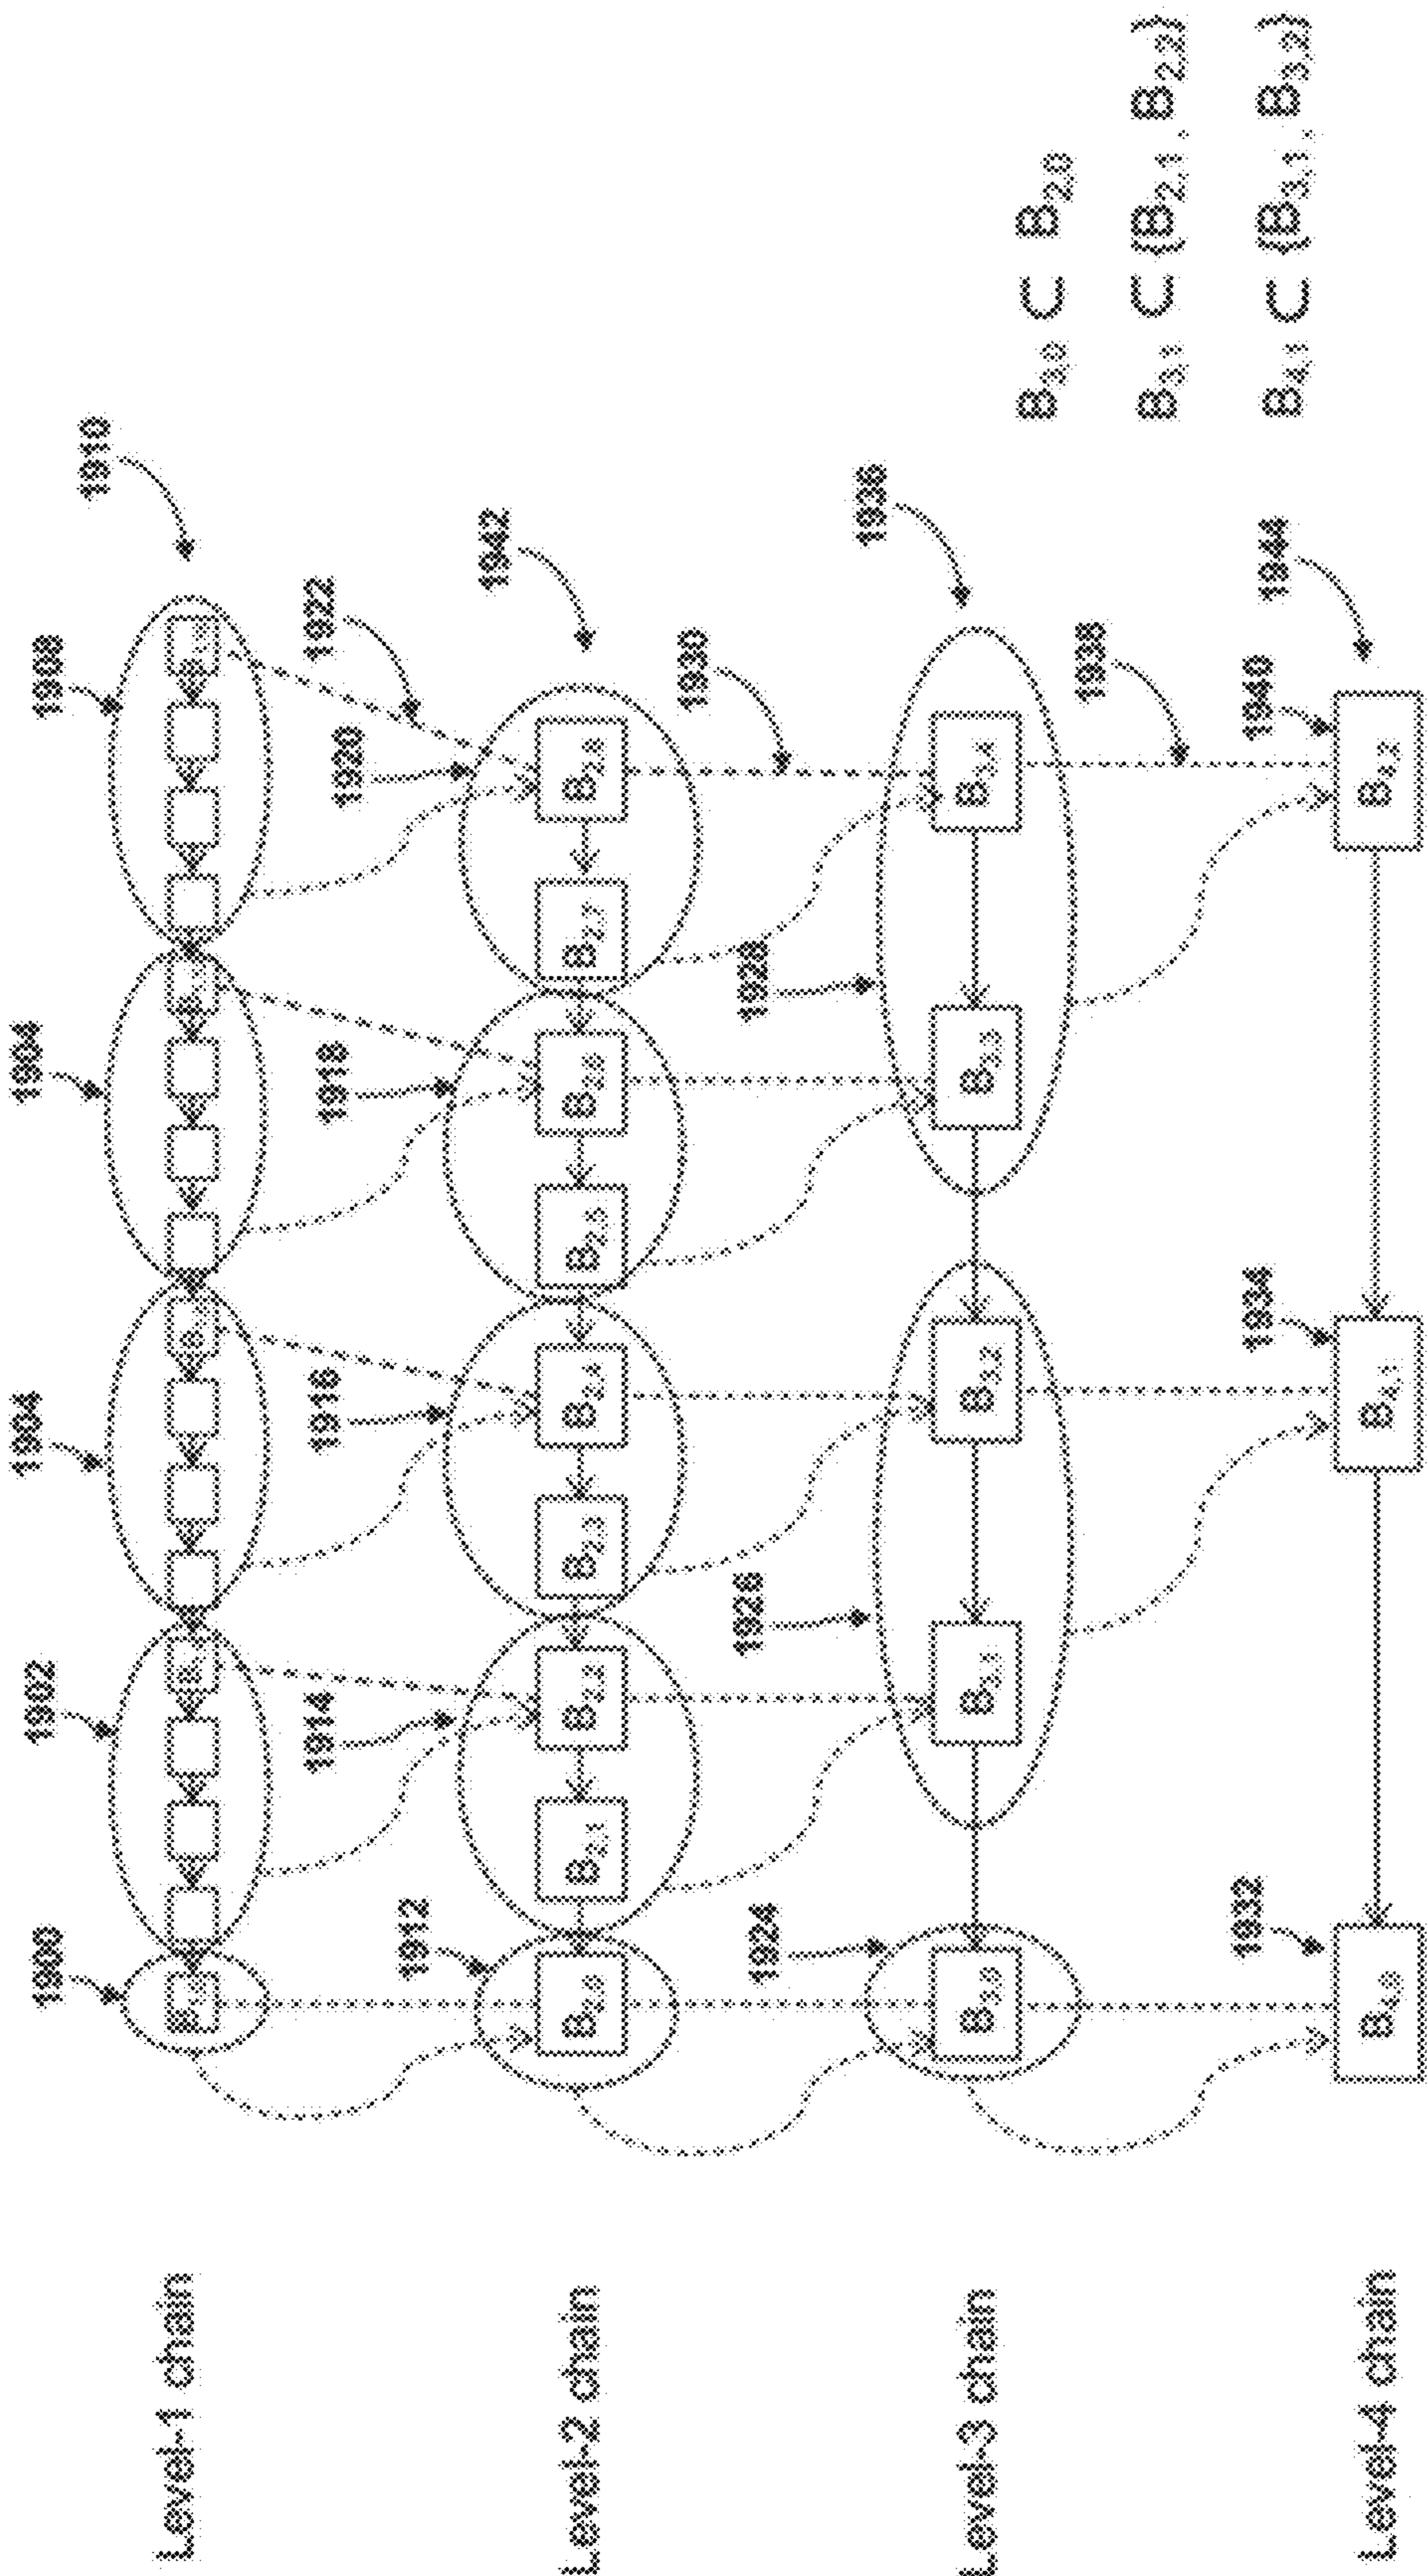 1910
1908
1904
1904
1902
1900
Level-1 chain
1942
1922
1920
1918
1916
1914
1912
B2,0
B2,1
B2,2
B2,3
B2,4
B2,5
B2,6
B2,7
B2,8
Level-2 chain
1936
1930
1928
1926
1924
B3,0
B3,1
B3,2
B3,3
B3,4
Level-3 chain
1944
1938
1940
1934
1932
B4,0
B4,1
B4,2
Level-4 chain
B3,0 ⊂ B2,0
B3,1 ⊂ (B2,1, B2,2)
B4,1 ⊂ (B3,1, B3,2)